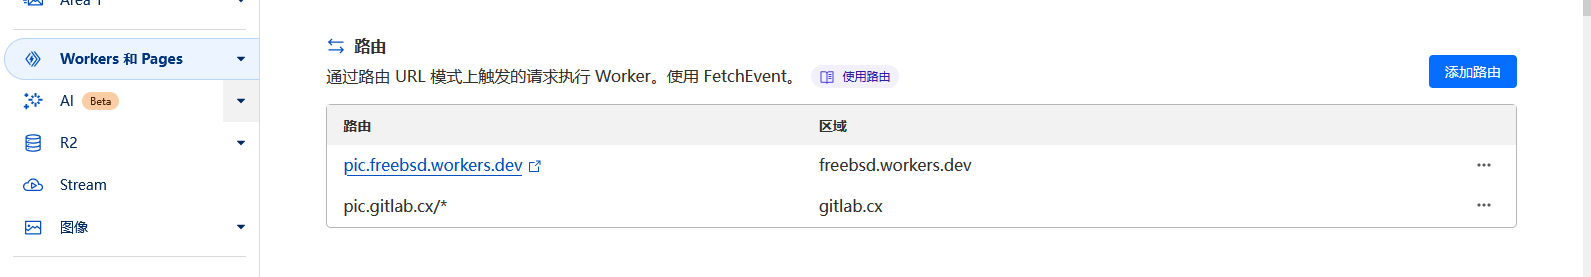 Area 1
Workers 和 Pages
AI Beta
R2
Stream
图像
路由
通过路由 URL 模式上触发的请求执行 Worker。使用 FetchEvent。 使用路由
添加路由
路由 区域
pic.freebsd.workers.dev freebsd.workers.dev
pic.gitlab.cx/* gitlab.cx